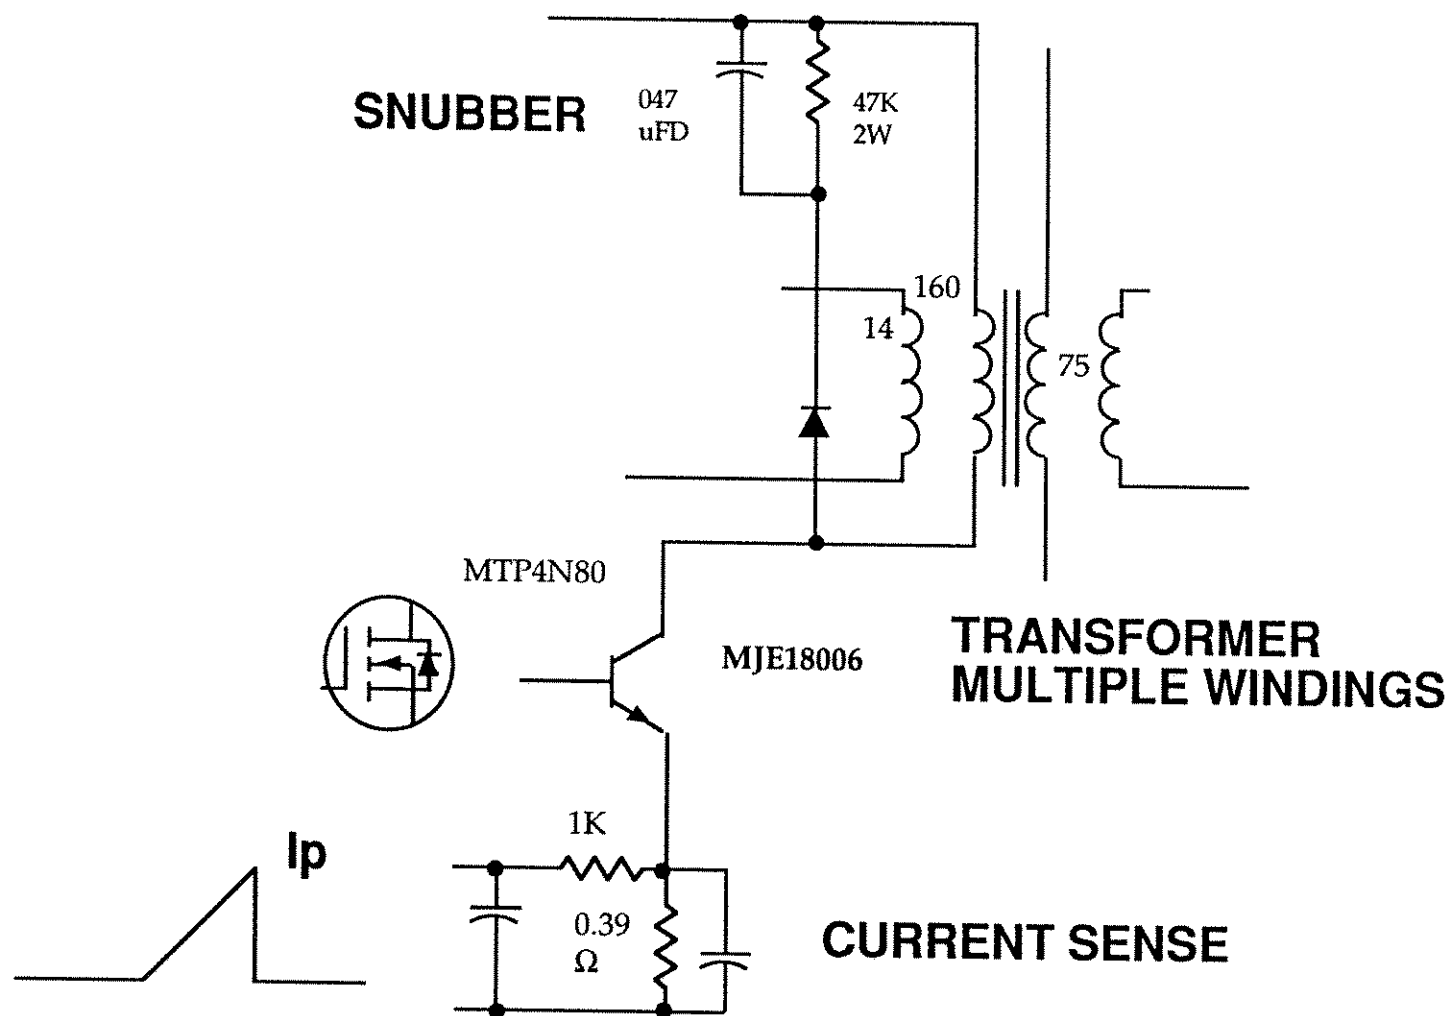 SNUBBER
047
uFD
47K
2W
160
14
75
MTP4N80
MJE18006
TRANSFORMER
MULTIPLE WINDINGS
Ip
1K
0.39
Ω
CURRENT SENSE